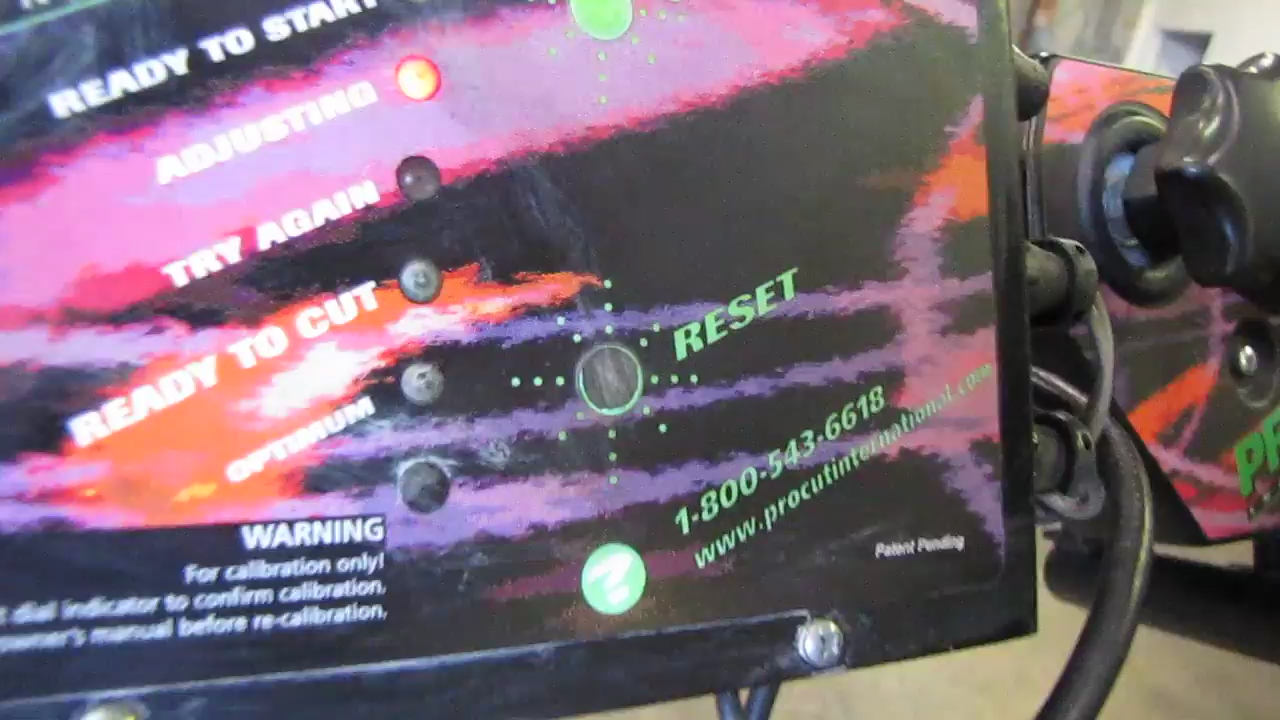 READY TO START
ADJUSTING
TRY AGAIN
READY TO CUT
OPTIMUM
RESET
1-800-543-6618
www.procutinternational.com
Patent Pending
WARNING
For calibration only!
dial indicator to confirm calibration.
owner's manual before re-calibration.
?